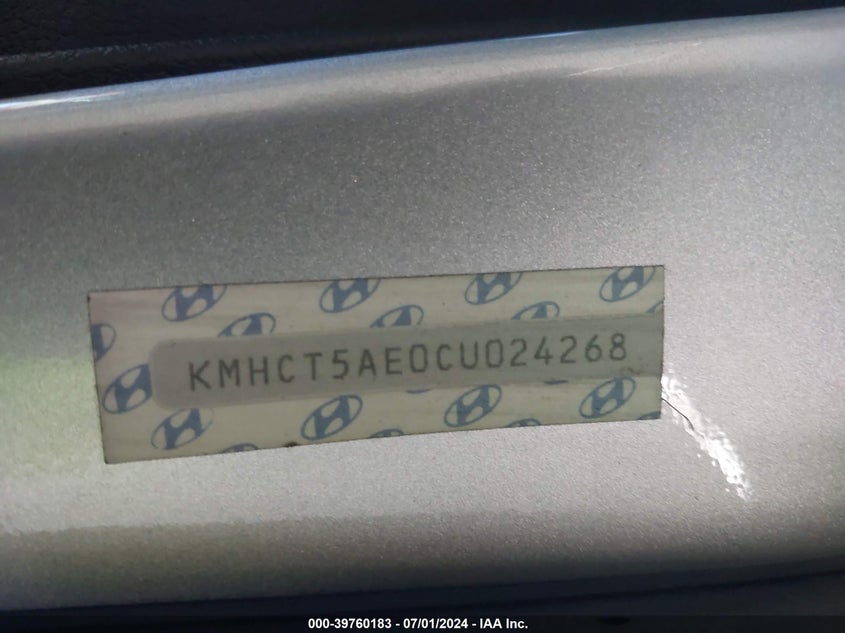 KMHCT5AE0CU024268
000-39760183 - 07/01/2024 - IAA Inc.